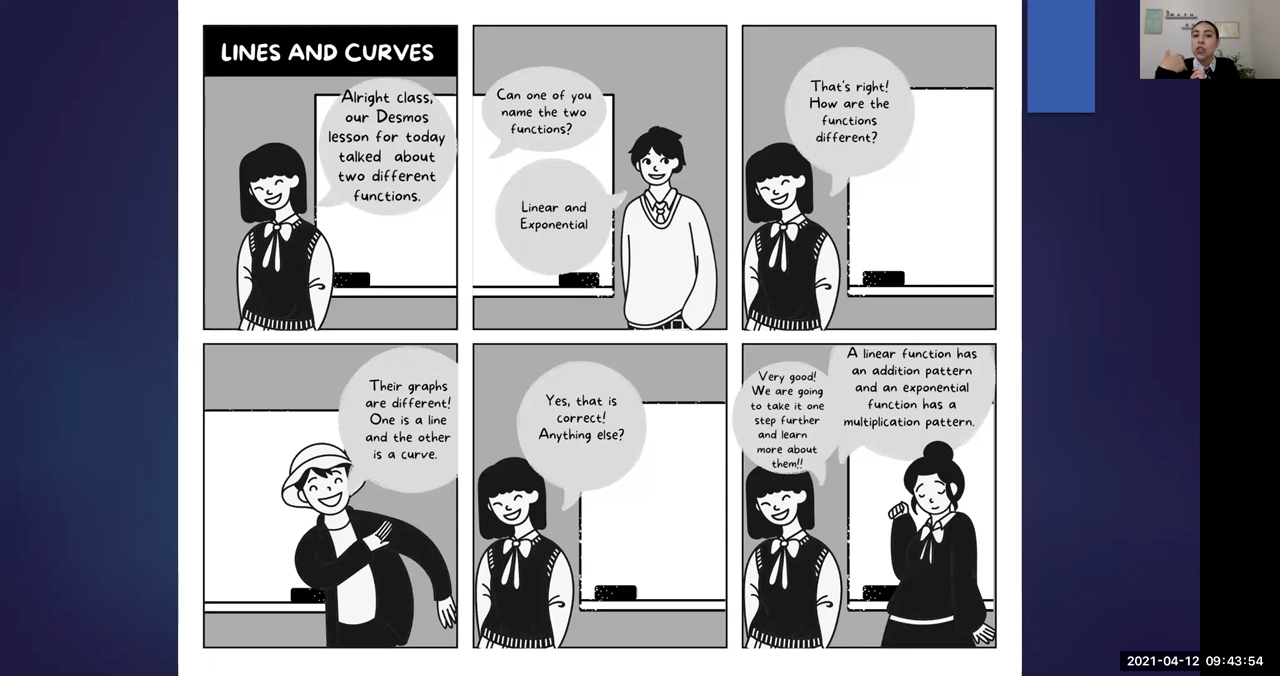 LINES AND CURVES
Alright class,
our Desmos
lesson for today
talked about
two different
functions.
Can one of you
name the two
functions?
Linear and
Exponential
That's right!
How are the
functions
different?
Their graphs
are different!
One is a line
and the other
is a curve.
Yes, that is
correct!
Anything else?
A linear function has
an addition pattern
and an exponential
function has a
multiplication pattern.
Very good!
We are going
to take it one
step further
and learn
more about
them!!
2021-04-12 09:43:54